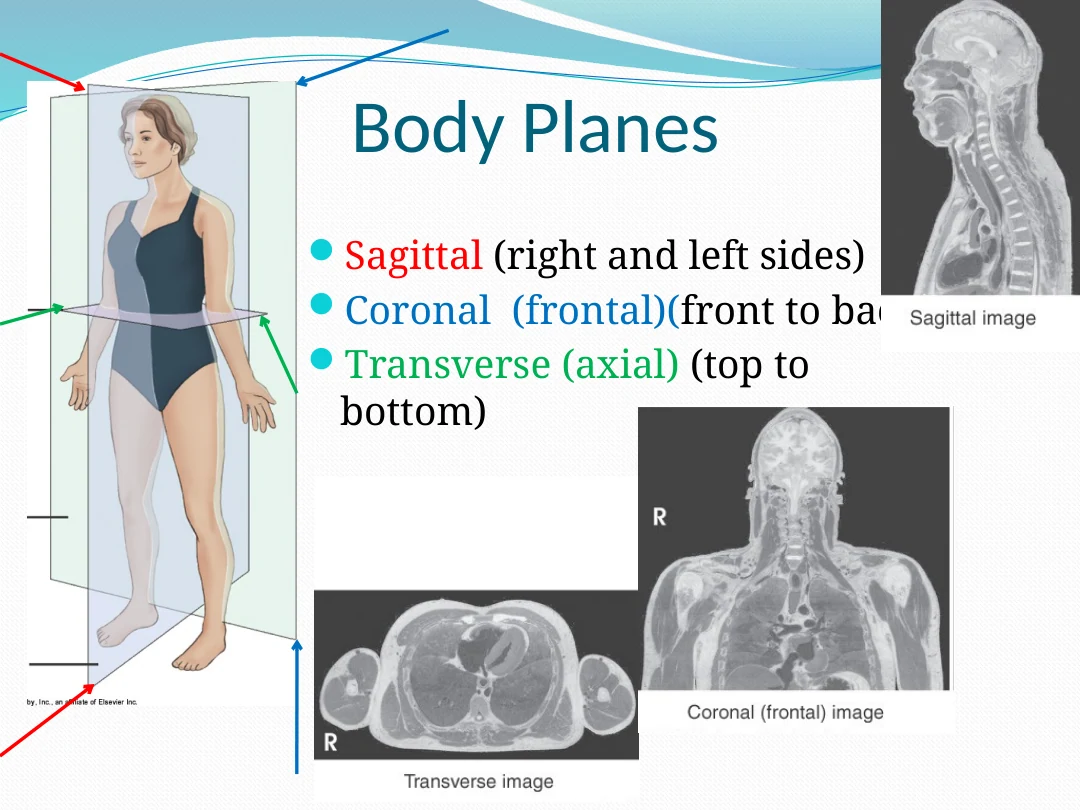 Body Planes
Sagittal (right and left sides)
Coronal (frontal)(front to
Transverse (axial) (top to
bottom)
Sagittal image
R
Coronal (frontal) image
R
Transverse image
by, Inc., an affiliate of Elsevier Inc.